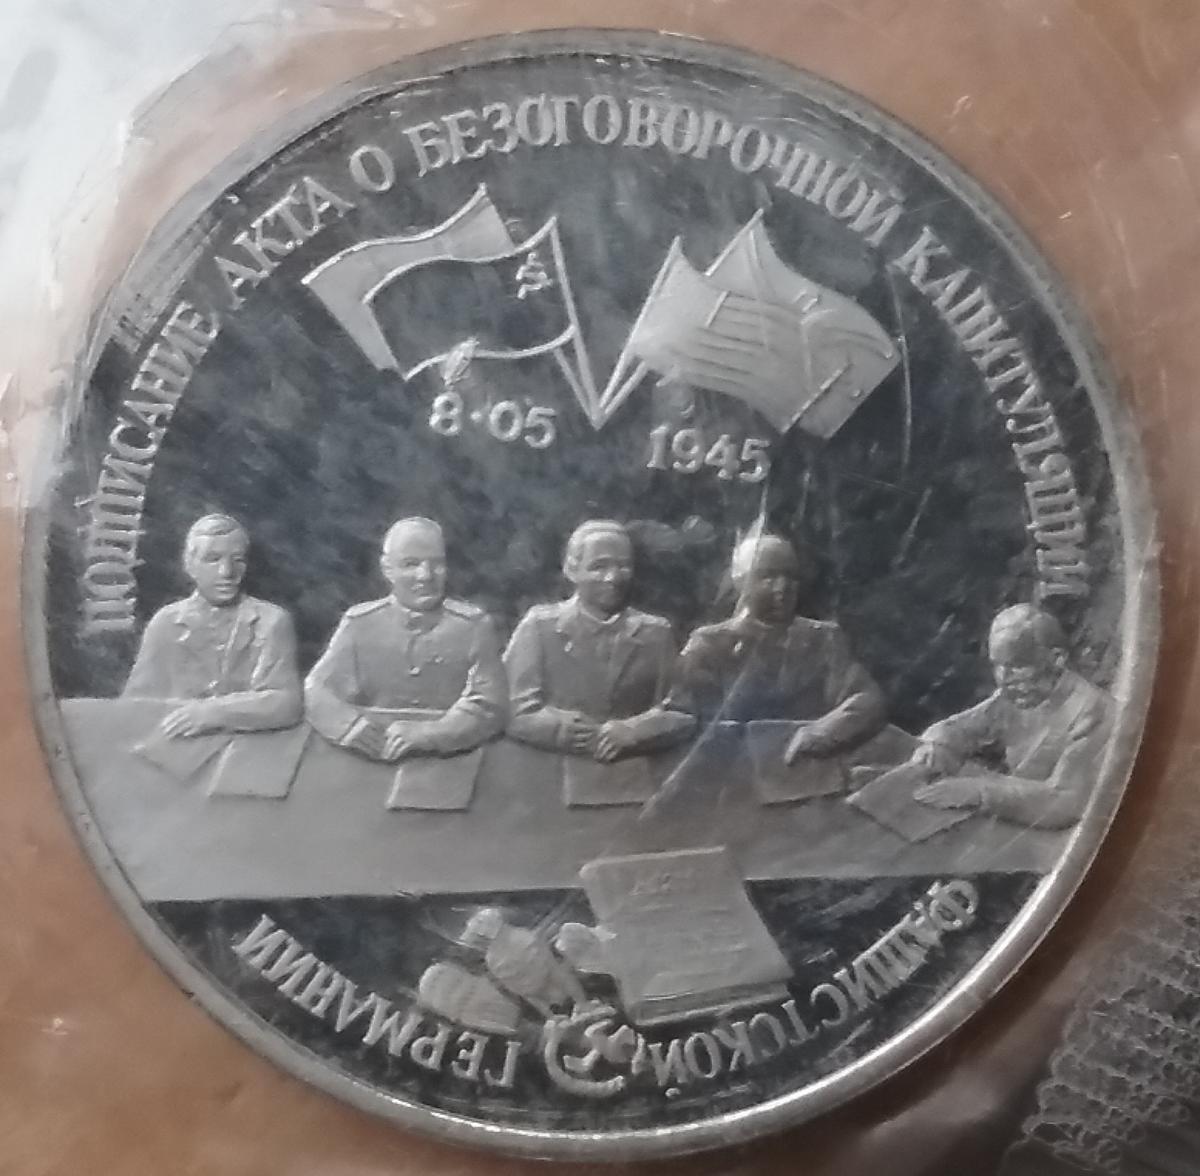 ПОДПИСАНИЕ АКТА О БЕЗОГОВОРОЧНОЙ КАПИТУЛЯЦИИ
8·05
1945
ФАШИСТСКОЙ ГЕРМАНИИ